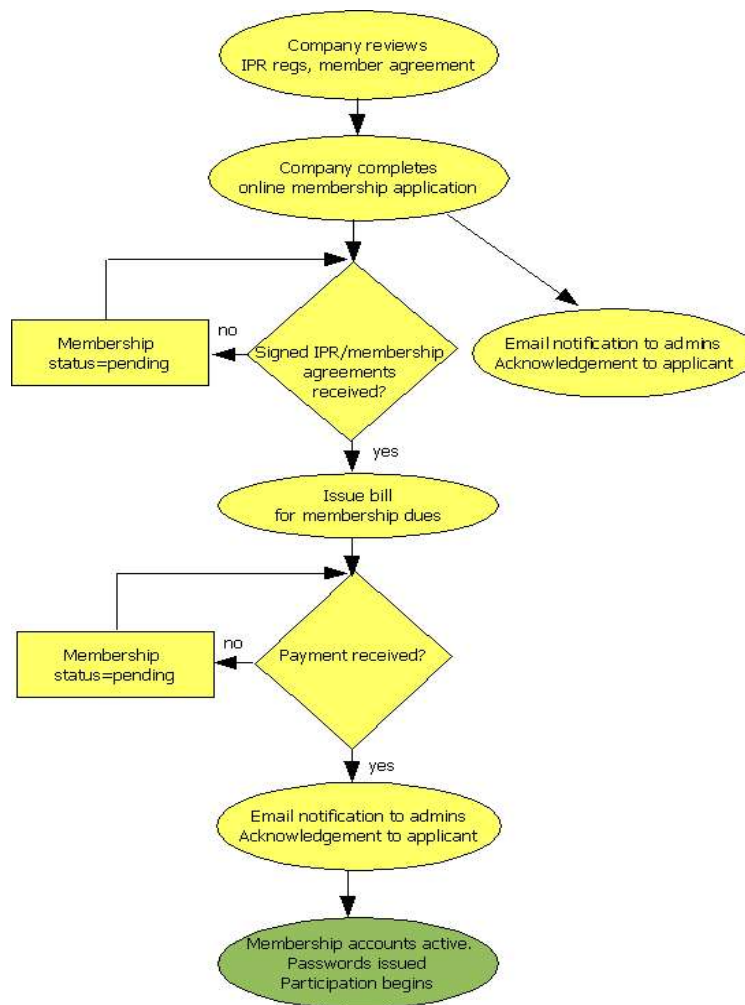 Company reviews
IPR regs, member agreement
Company completes
online membership application
Membership
status=pending
no
Signed IPR/membership
agreements
received?
Email notification to admins
Acknowledgement to applicant
yes
Issue bill
for membership dues
Membership
status=pending
no
Payment received?
yes
Email notification to admins
Acknowledgement to applicant
Membership accounts active.
Passwords issued
Participation begins